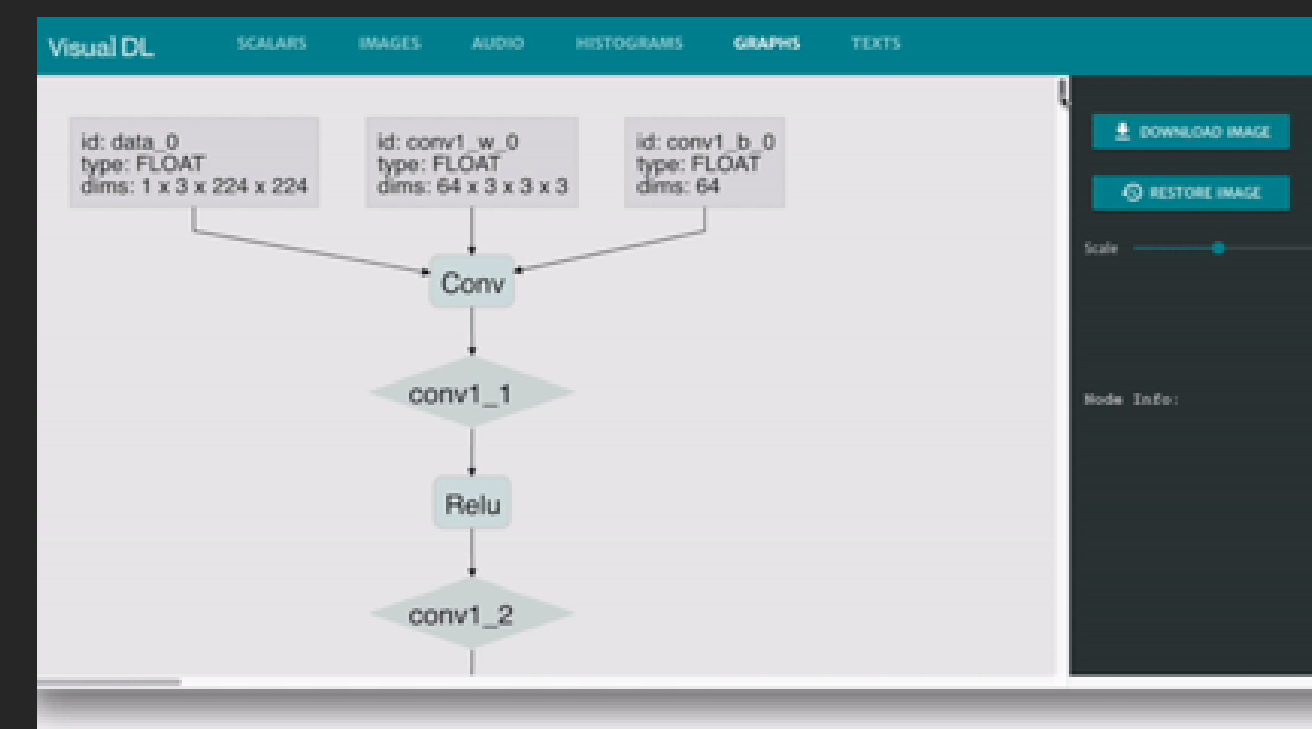 Visual DL SCALARS IMAGES AUDIO HISTOGRAMS GRAPHS TEXTS
id: data_0
type: FLOAT
dims: 1 x 3 x 224 x 224
id: conv1_w_0
type: FLOAT
dims: 64 x 3 x 3 x 3
id: conv1_b_0
type: FLOAT
dims: 64
Conv
conv1_1
Relu
conv1_2
DOWNLOAD IMAGE
RESTORE IMAGE
Scale
Node Info: